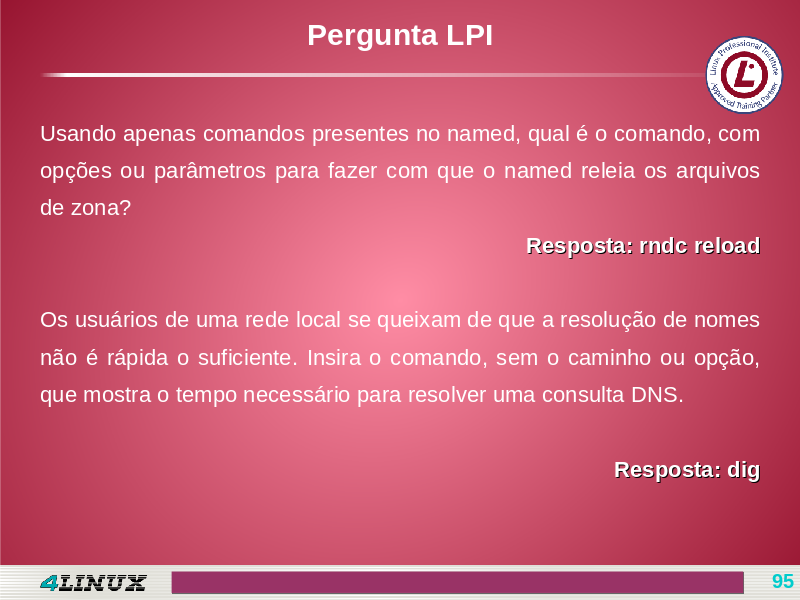 Pergunta LPI
Linux Professional Institute
Approved Training Partner
Usando apenas comandos presentes no named, qual é o comando, com
opções ou parâmetros para fazer com que o named releia os arquivos
de zona?
Resposta: rndc reload
Os usuários de uma rede local se queixam de que a resolução de nomes
não é rápida o suficiente. Insira o comando, sem o caminho ou opção,
que mostra o tempo necessário para resolver uma consulta DNS.
Resposta: dig
4LINUX
95